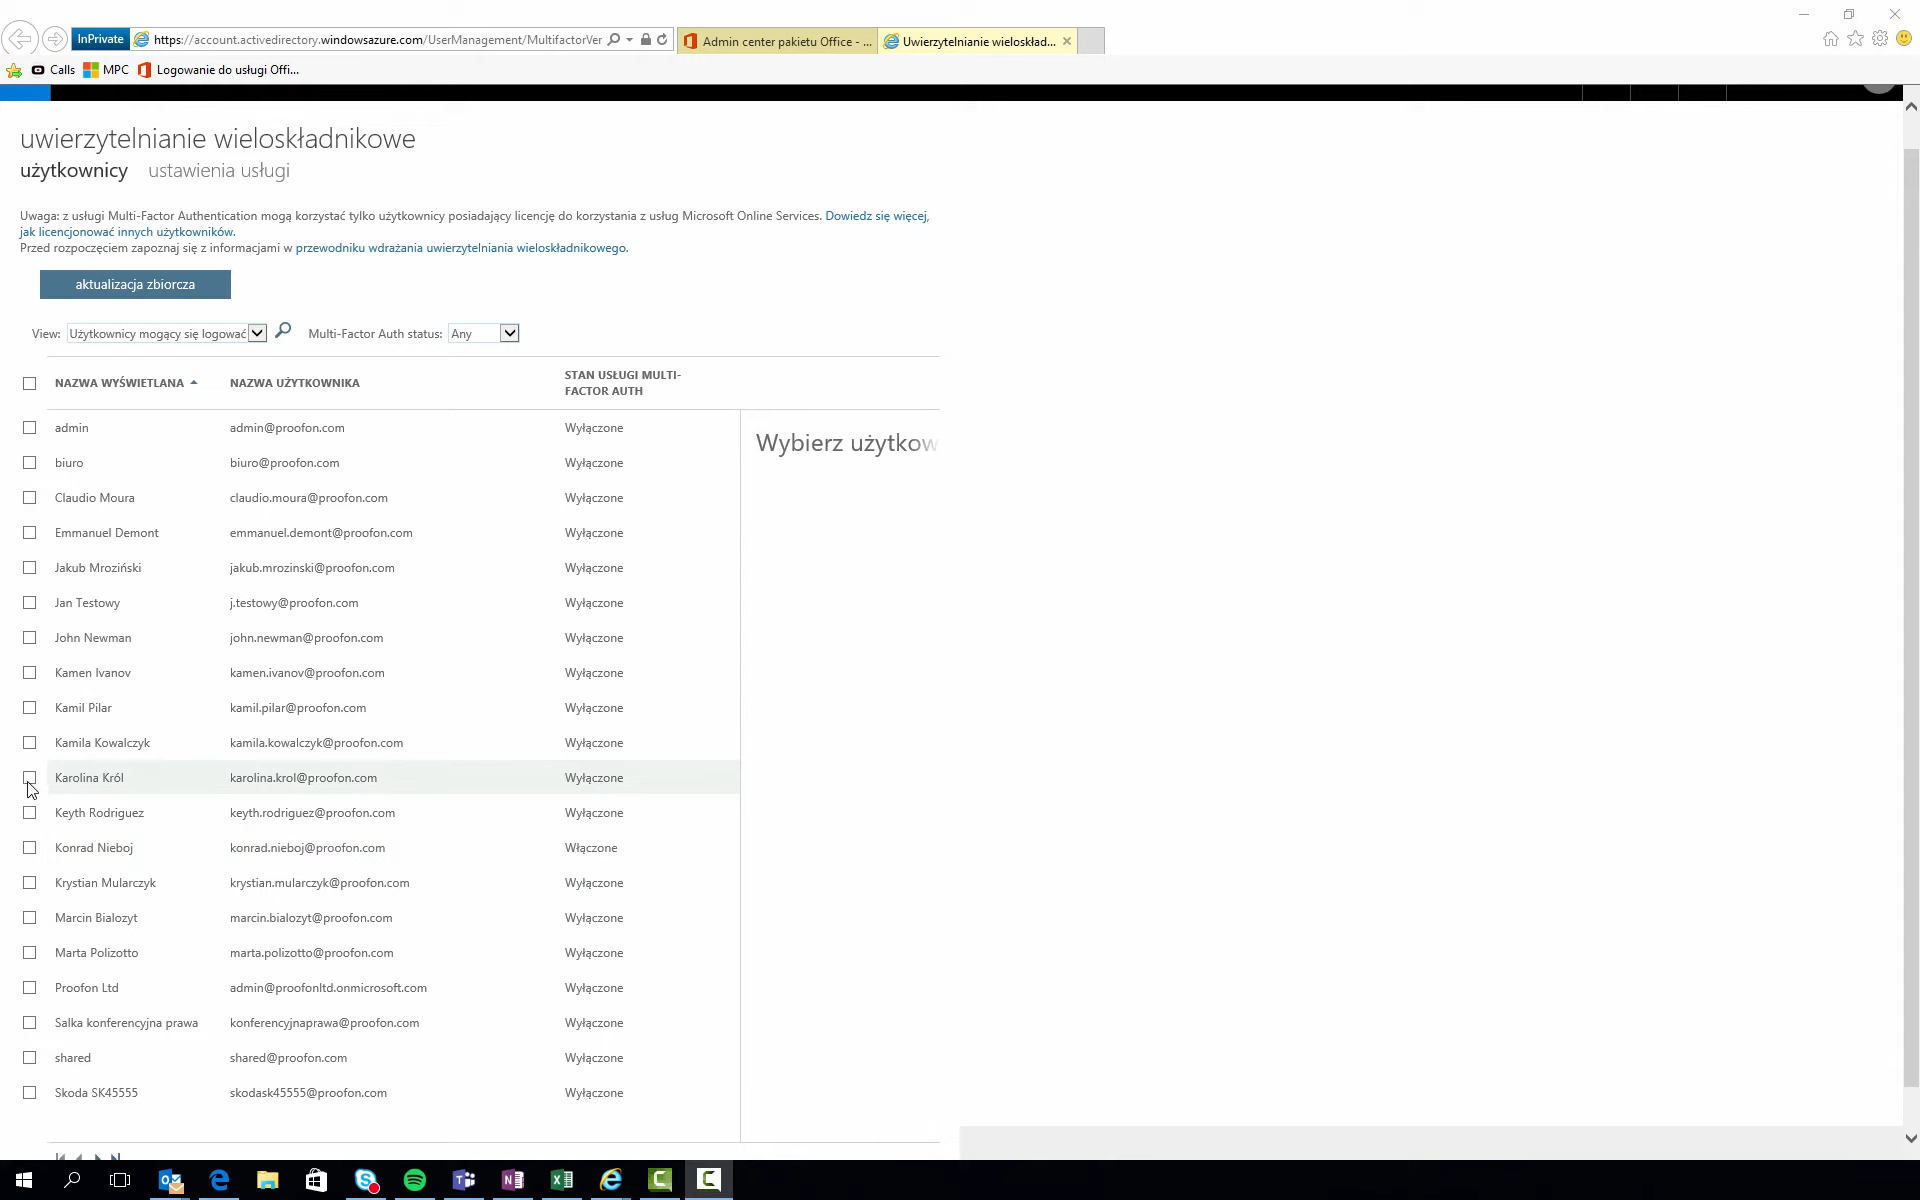 InPrivate https://account.activedirectory.windowsazure.com/UserManagement/MultifactorVer Admin center pakietu Office - ... Uwierzytelnianie wieloskład...
Calls MPC Logowanie do usługi Offi...
uwierzytelnianie wieloskładnikowe
użytkownicy ustawienia usługi
Uwaga: z usługi Multi-Factor Authentication mogą korzystać tylko użytkownicy posiadający licencję do korzystania z usług Microsoft Online Services. Dowiedz się więcej,
jak licencjonować innych użytkowników.
Przed rozpoczęciem zapoznaj się z informacjami w przewodniku wdrażania uwierzytelniania wieloskładnikowego.
aktualizacja zbiorcza
View: Użytkownicy mogący się logować Multi-Factor Auth status: Any
NAZWA WYŚWIETLANA NAZWA UŻYTKOWNIKA STAN USŁUGI MULTI-
FACTOR AUTH
admin admin@proofon.com Wyłączone
Wybierz użytkow
biuro biuro@proofon.com Wyłączone
Claudio Moura claudio.moura@proofon.com Wyłączone
Emmanuel Demont emmanuel.demont@proofon.com Wyłączone
Jakub Mroziński jakub.mrozinski@proofon.com Wyłączone
Jan Testowy j.testowy@proofon.com Wyłączone
John Newman john.newman@proofon.com Wyłączone
Kamen Ivanov kamen.ivanov@proofon.com Wyłączone
Kamil Pilar kamil.pilar@proofon.com Wyłączone
Kamila Kowalczyk kamila.kowalczyk@proofon.com Wyłączone
Karolina Król karolina.krol@proofon.com Wyłączone
Keyth Rodriguez keyth.rodriguez@proofon.com Wyłączone
Konrad Nieboj konrad.nieboj@proofon.com Włączone
Krystian Mularczyk krystian.mularczyk@proofon.com Wyłączone
Marcin Bialozyt marcin.bialozyt@proofon.com Wyłączone
Marta Polizotto marta.polizotto@proofon.com Wyłączone
Proofon Ltd admin@proofonltd.onmicrosoft.com Wyłączone
Salka konferencyjna prawa konferencyjnaprawa@proofon.com Wyłączone
shared shared@proofon.com Wyłączone
Skoda SK45555 skodask45555@proofon.com Wyłączone